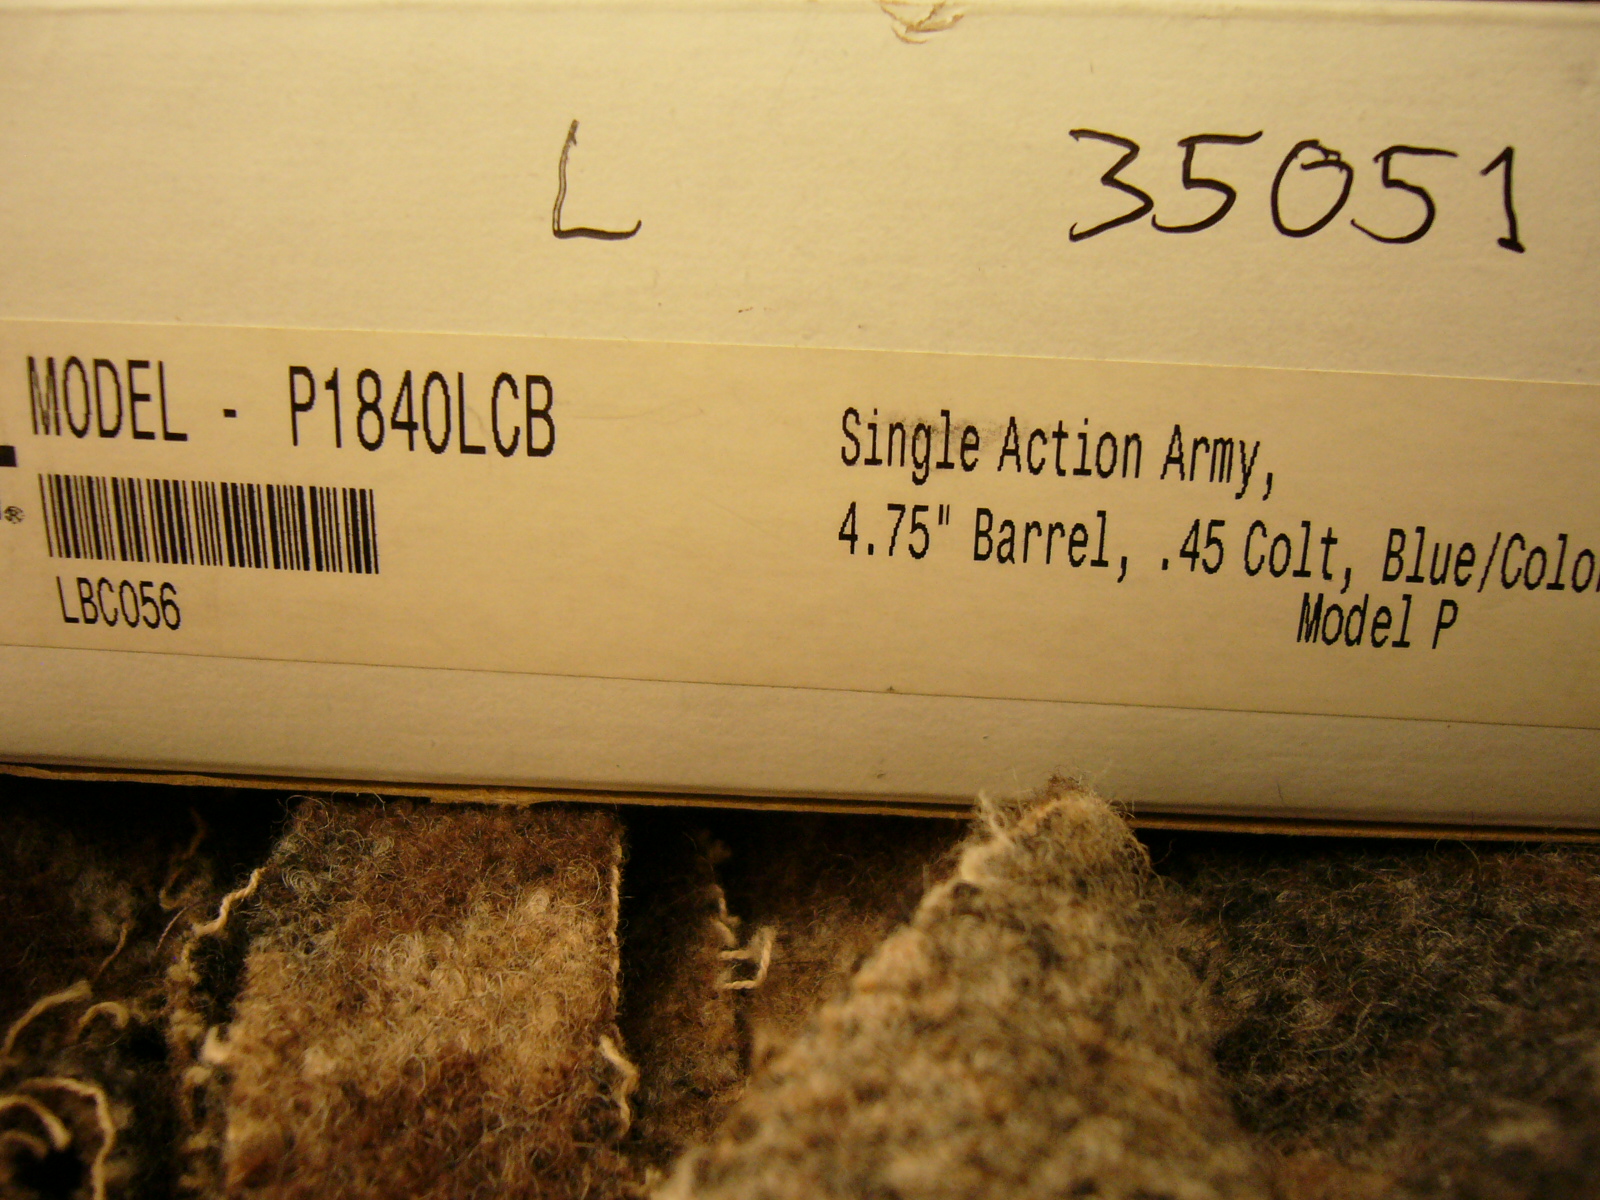 L 35051
MODEL - P1840LCB
Single Action Army,
4.75" Barrel, .45 Colt, Blue/Colo
Model P
®
LBC056